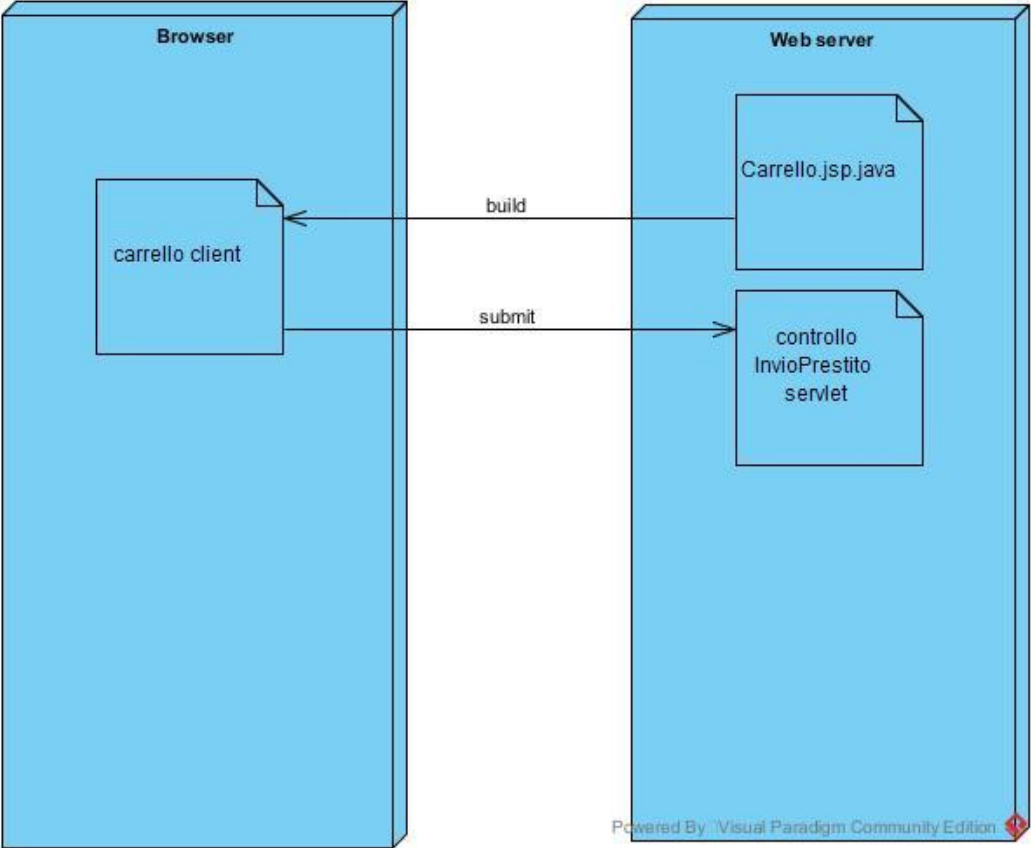 Browser
Web server
Carrello.jsp.java
build
carrello client
submit
controllo
InvioPrestito
servlet
Powered By Visual Paradigm Community Edition